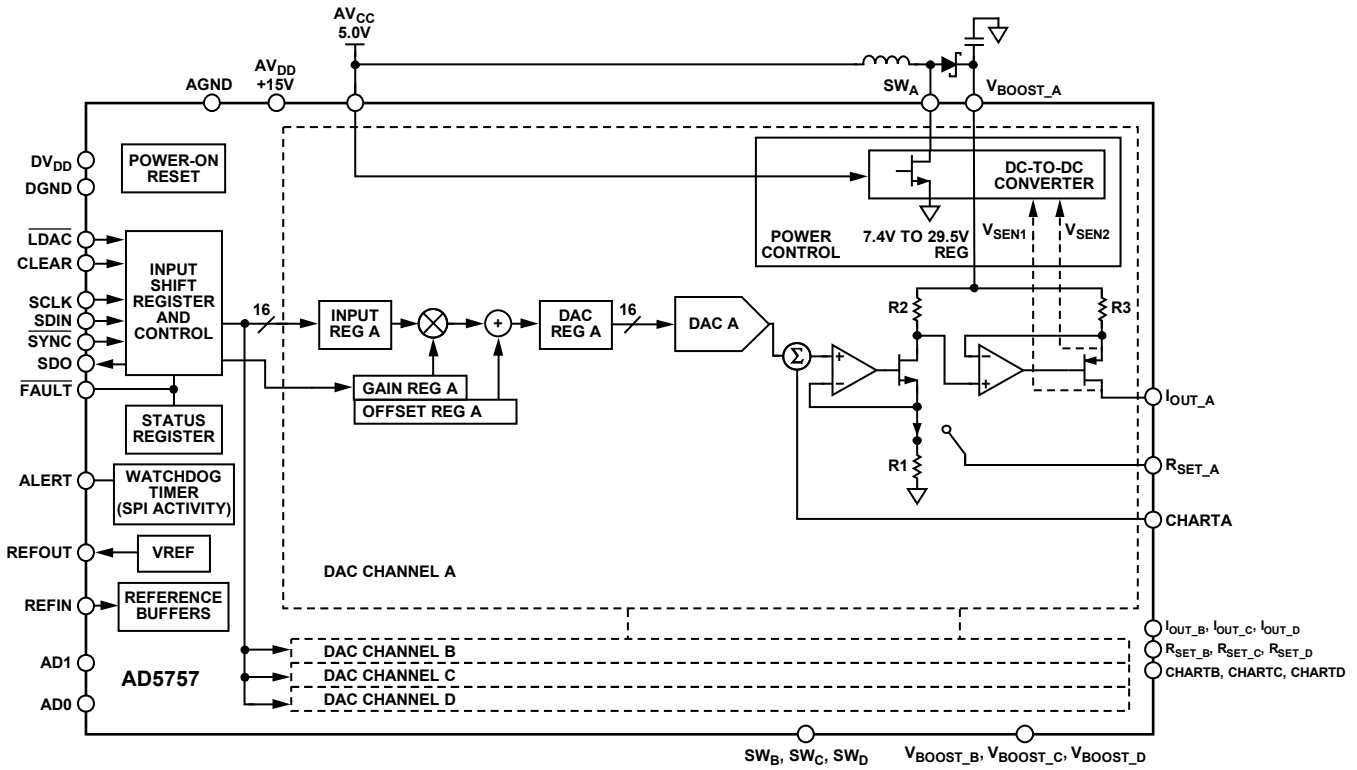 AVCC
5.0V
AVDD
+15V
AGND
SWA
VBOOST_A
DVDD
DGND
POWER-ON
RESET
DC-TO-DC
CONVERTER
POWER
CONTROL
7.4V TO 29.5V
REG
VSEN1
VSEN2
LDAC
CLEAR
SCLK
SDIN
SYNC
SDO
FAULT
INPUT
SHIFT
REGISTER
AND
CONTROL
16
INPUT
REG A
DAC
REG A
16
DAC A
GAIN REG A
OFFSET REG A
+
Σ
+
−
R2
−
+
R3
R1
STATUS
REGISTER
IOUT_A
RSET_A
CHARTA
ALERT
WATCHDOG
TIMER
(SPI ACTIVITY)
REFOUT
VREF
REFIN
REFERENCE
BUFFERS
DAC CHANNEL A
AD1
AD0
AD5757
DAC CHANNEL B
DAC CHANNEL C
DAC CHANNEL D
IOUT_B, IOUT_C, IOUT_D
RSET_B, RSET_C, RSET_D
CHARTB, CHARTC, CHARTD
SWB, SWC, SWD
VBOOST_B, VBOOST_C, VBOOST_D